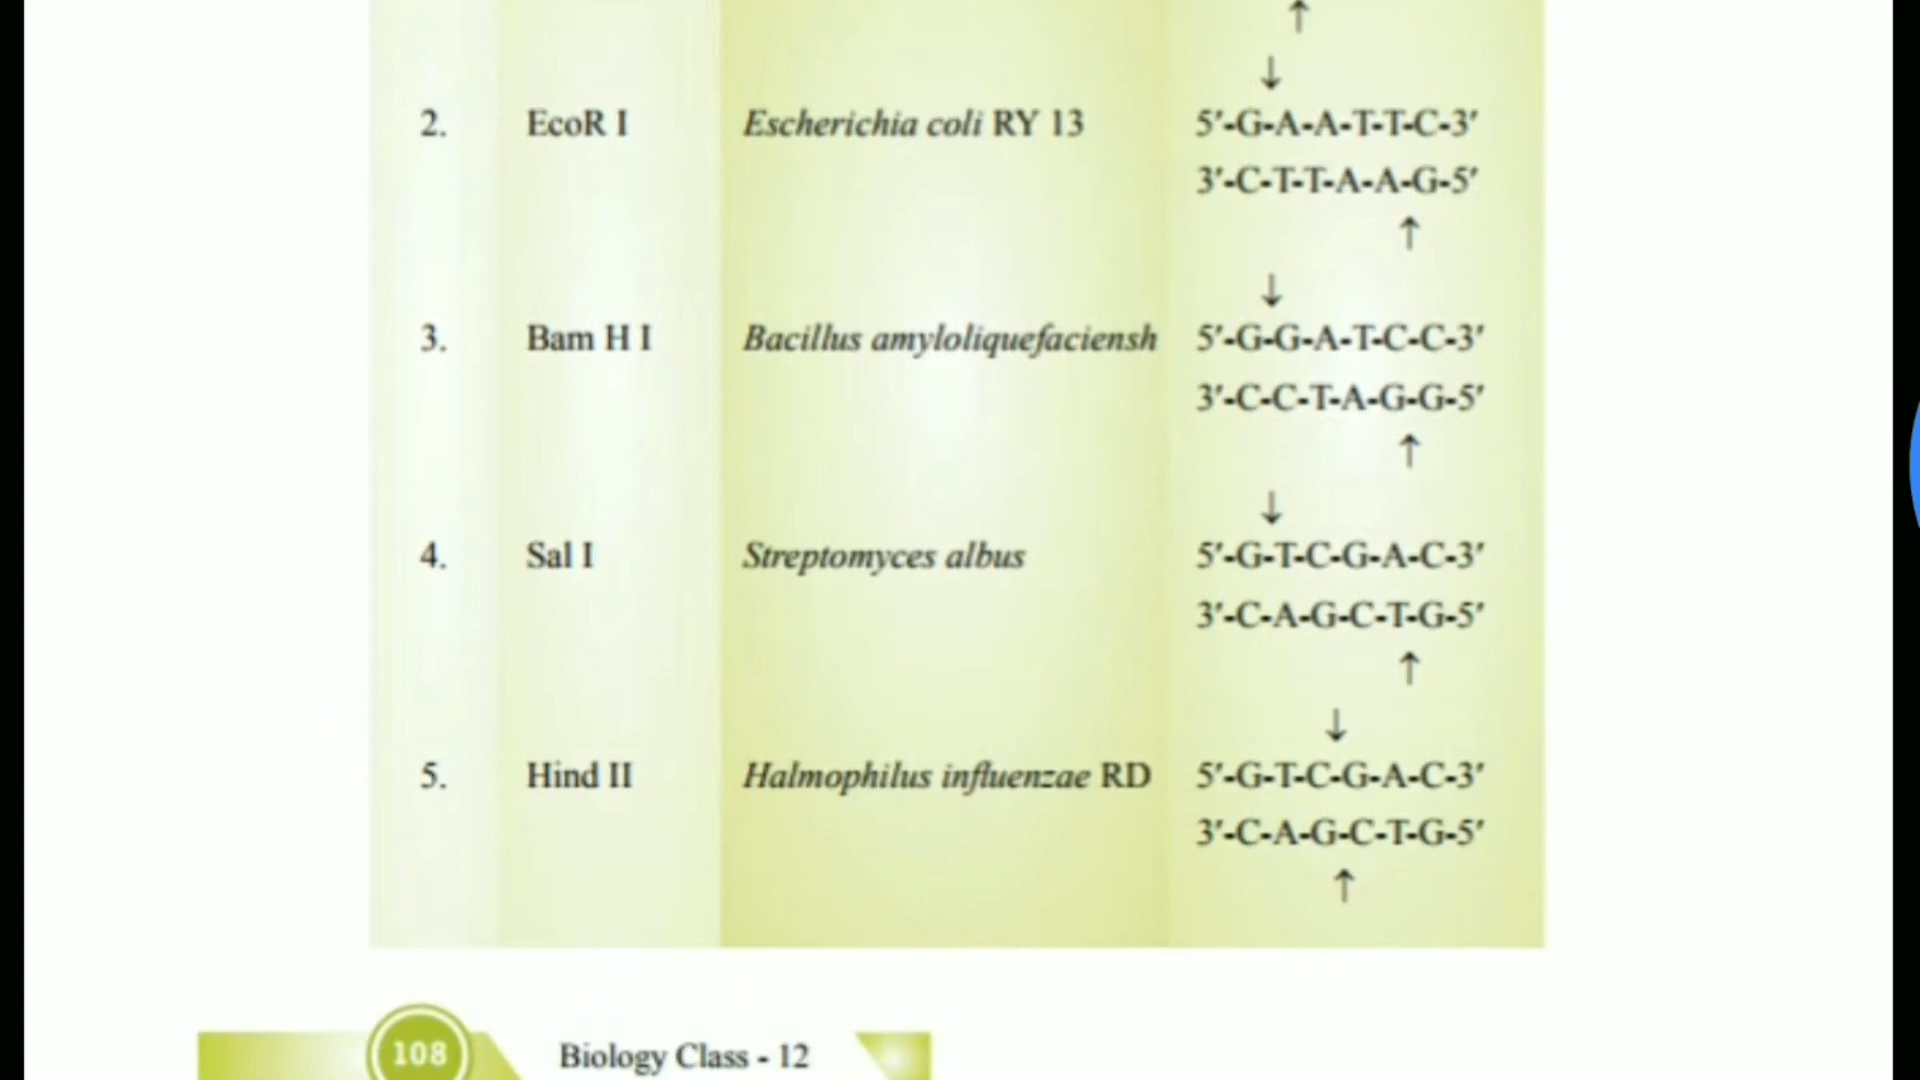 ↑
↓
2. EcoR I Escherichia coli RY 13 5′-G-A-A-T-T-C-3′
3′-C-T-T-A-A-G-5′
↑
↓
3. Bam H I Bacillus amyloliquefaciensh 5′-G-G-A-T-C-C-3′
3′-C-C-T-A-G-G-5′
↑
↓
4. Sal I Streptomyces albus 5′-G-T-C-G-A-C-3′
3′-C-A-G-C-T-G-5′
↑
↓
5. Hind II Halmophilus influenzae RD 5′-G-T-C-G-A-C-3′
3′-C-A-G-C-T-G-5′
↑
108 Biology Class - 12